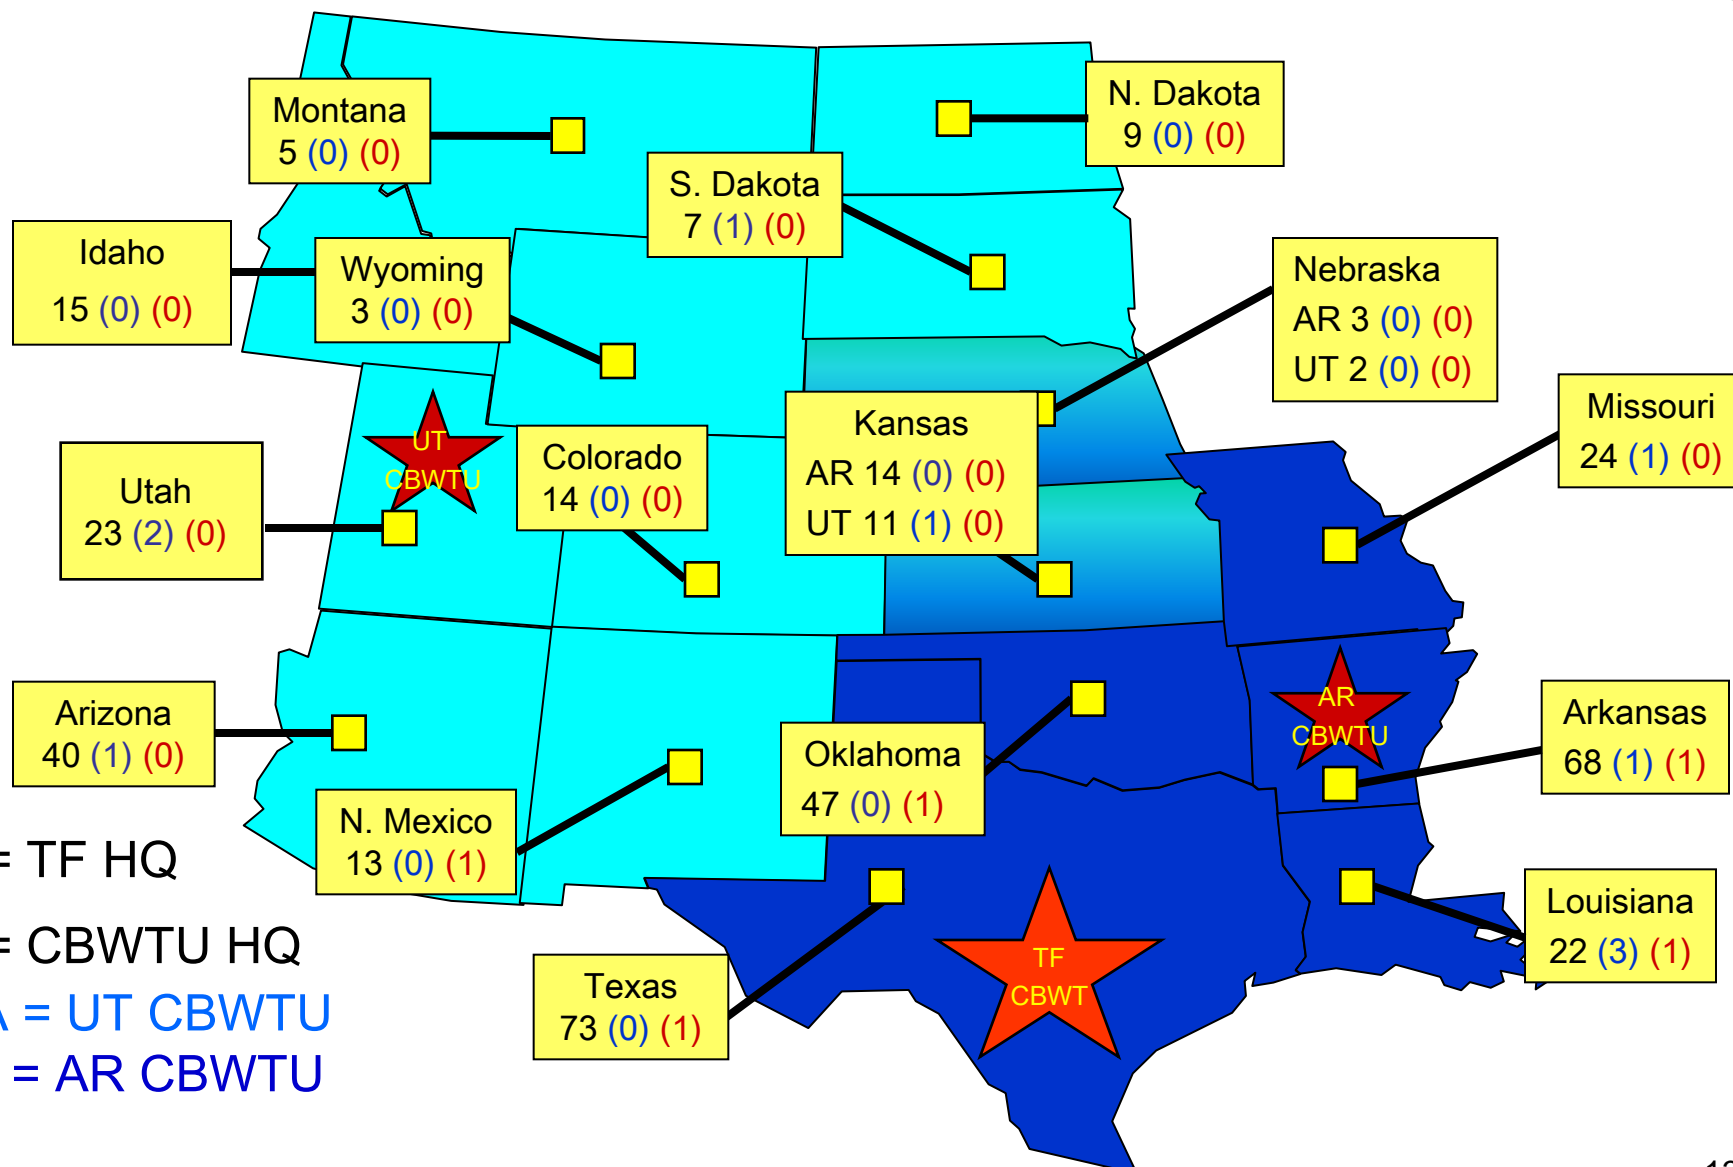 Montana
5 (0) (0)
N. Dakota
9 (0) (0)
S. Dakota
7 (1) (0)
Idaho
15 (0) (0)
Wyoming
3 (0) (0)
Nebraska
AR 3 (0) (0)
UT 2 (0) (0)
Missouri
24 (1) (0)
Kansas
AR 14 (0) (0)
UT 11 (1) (0)
UT
CBWTU
Colorado
14 (0) (0)
Utah
23 (2) (0)
Arizona
40 (1) (0)
N. Mexico
13 (0) (1)
Oklahoma
47 (0) (1)
AR
CBWTU
Arkansas
68 (1) (1)
Louisiana
22 (3) (1)
Texas
73 (0) (1)
TF
CBWT
= TF HQ
= CBWTU HQ
A = UT CBWTU
= AR CBWTU